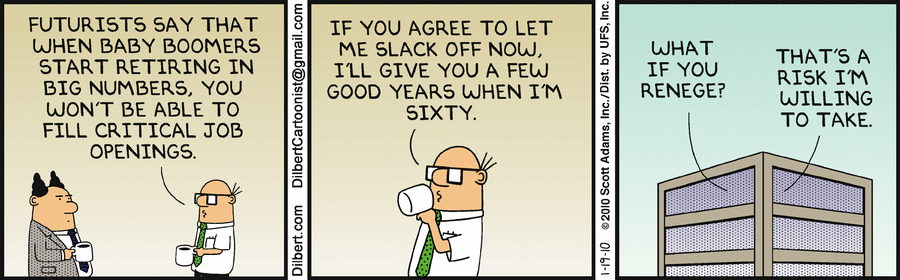 FUTURISTS SAY THAT
WHEN BABY BOOMERS
START RETIRING IN
BIG NUMBERS, YOU
WON'T BE ABLE TO
FILL CRITICAL JOB
OPENINGS.
Dilbert.com DilbertCartoonist@gmail.com
IF YOU AGREE TO LET
ME SLACK OFF NOW,
I'LL GIVE YOU A FEW
GOOD YEARS WHEN I'M
SIXTY.
1-19-10 ©2010 Scott Adams, Inc./Dist. by UFS, Inc.
WHAT
IF YOU
RENEGE?
THAT'S A
RISK I'M
WILLING
TO TAKE.